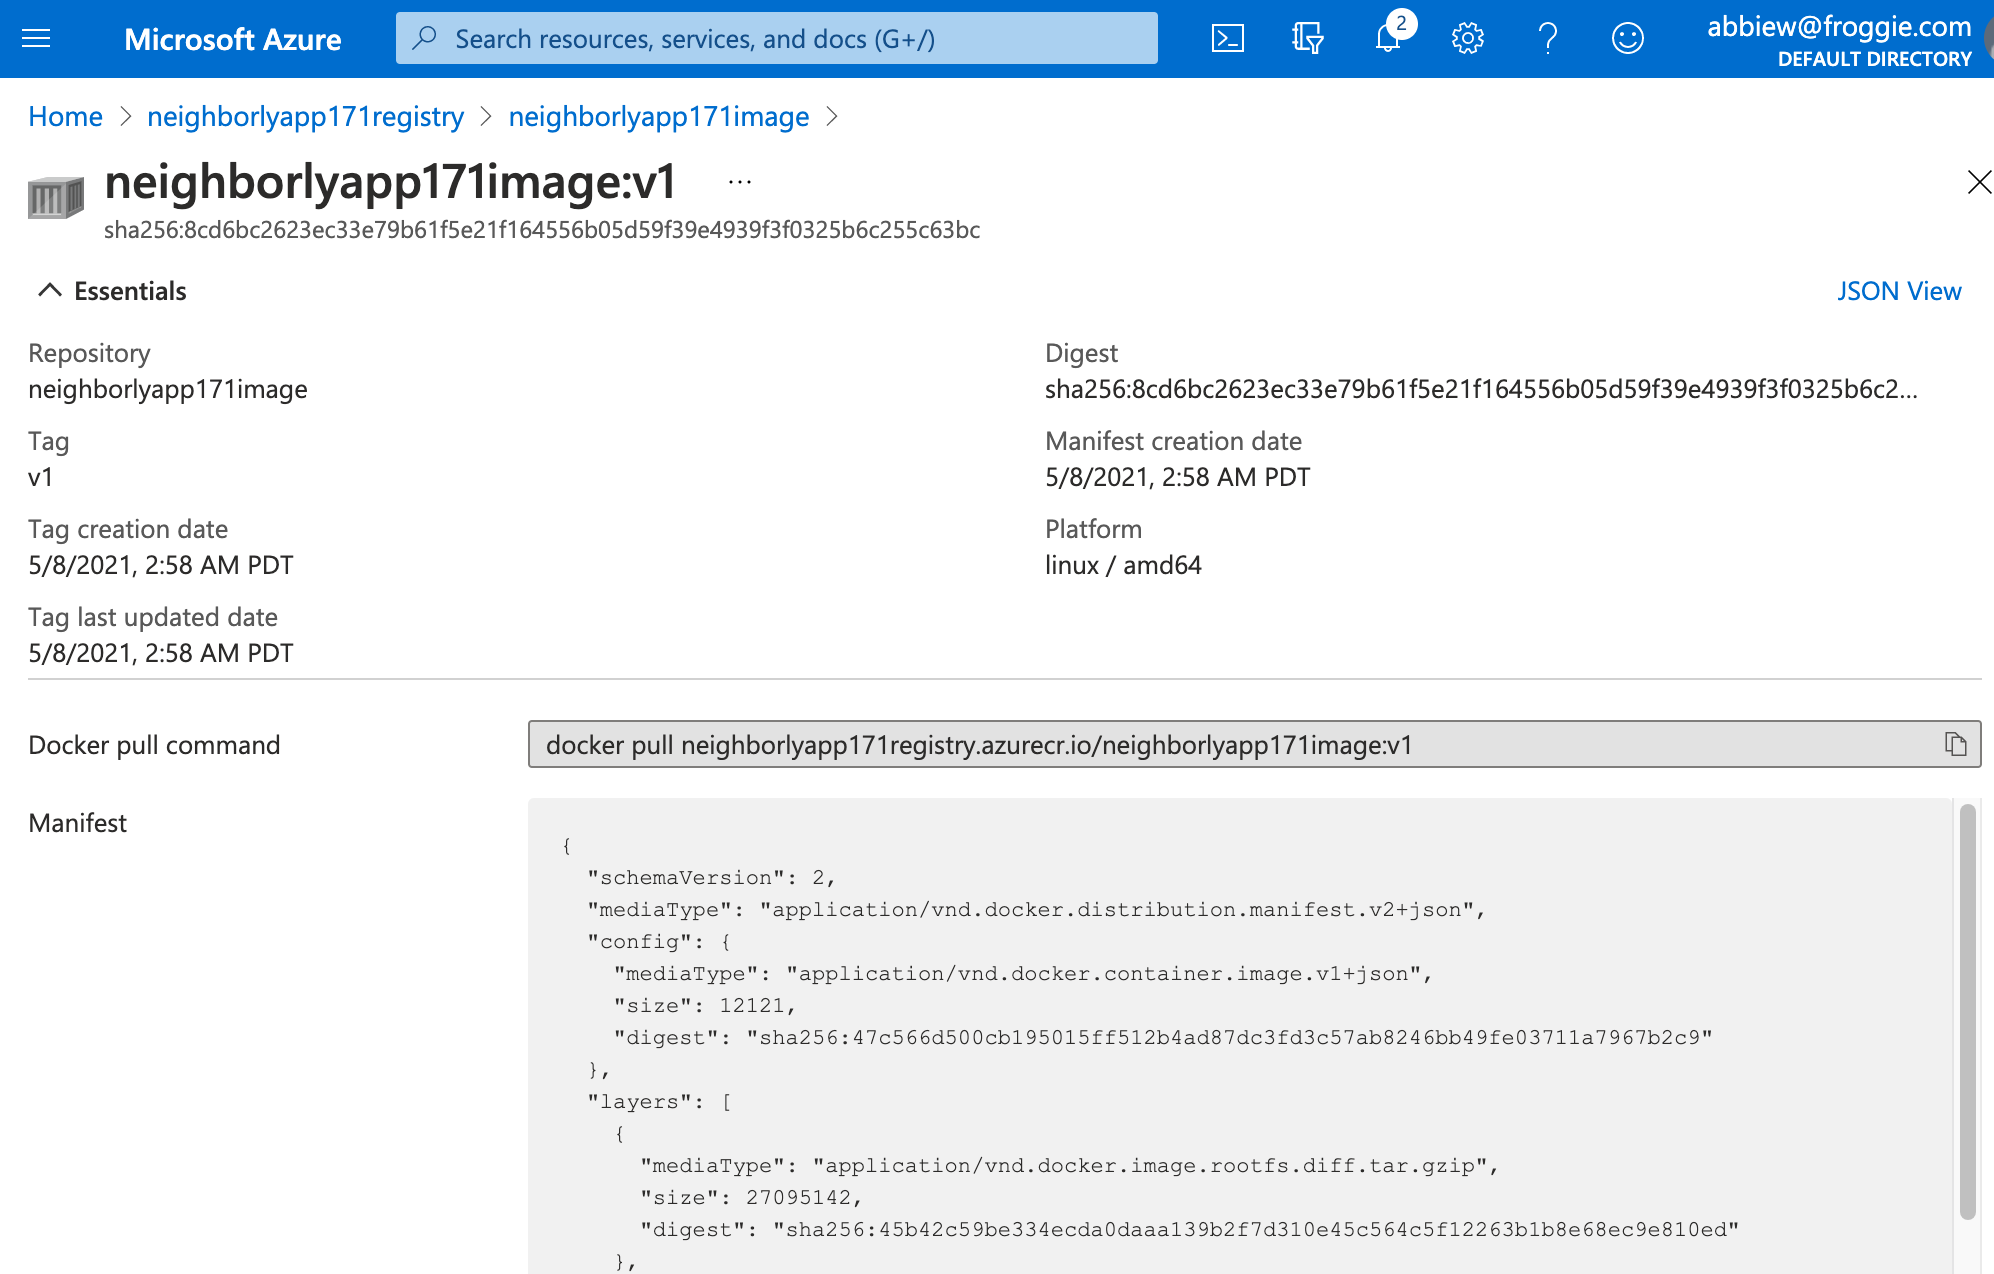 Microsoft Azure
Search resources, services, and docs (G+/)
2
abbiew@froggie.com
DEFAULT DIRECTORY
Home > neighborlyapp171registry > neighborlyapp171image >
neighborlyapp171image:v1 ...
sha256:8cd6bc2623ec33e79b61f5e21f164556b05d59f39e4939f3f0325b6c255c63bc
Essentials
JSON View
Repository
neighborlyapp171image
Tag
v1
Tag creation date
5/8/2021, 2:58 AM PDT
Tag last updated date
5/8/2021, 2:58 AM PDT
Digest
sha256:8cd6bc2623ec33e79b61f5e21f164556b05d59f39e4939f3f0325b6c2...
Manifest creation date
5/8/2021, 2:58 AM PDT
Platform
linux / amd64
Docker pull command
docker pull neighborlyapp171registry.azurecr.io/neighborlyapp171image:v1
Manifest
{
"schemaVersion": 2,
"mediaType": "application/vnd.docker.distribution.manifest.v2+json",
"config": {
"mediaType": "application/vnd.docker.container.image.v1+json",
"size": 12121,
"digest": "sha256:47c566d500cb195015ff512b4ad87dc3fd3c57ab8246bb49fe03711a7967b2c9"
},
"layers": [
{
"mediaType": "application/vnd.docker.image.rootfs.diff.tar.gzip",
"size": 27095142,
"digest": "sha256:45b42c59be334ecda0daaa139b2f7d310e45c564c5f12263b1b8e68ec9e810ed"
},